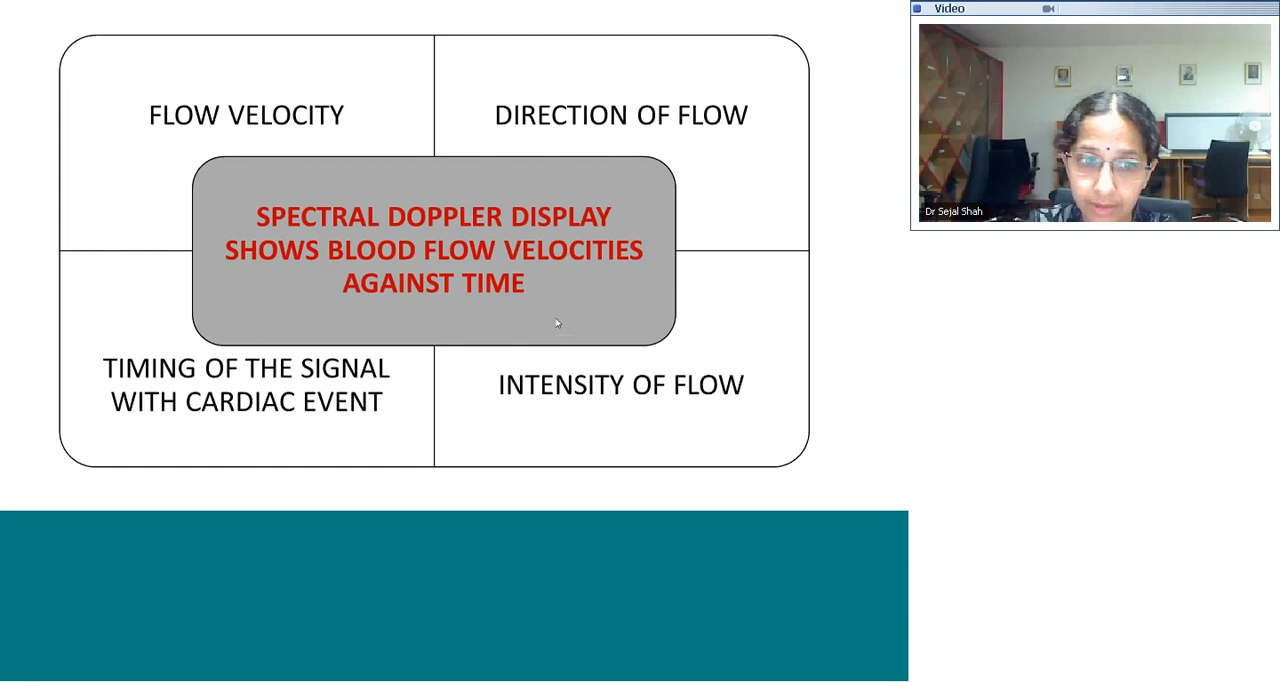 Video
FLOW VELOCITY
DIRECTION OF FLOW
SPECTRAL DOPPLER DISPLAY
SHOWS BLOOD FLOW VELOCITIES
AGAINST TIME
TIMING OF THE SIGNAL
WITH CARDIAC EVENT
INTENSITY OF FLOW
Dr Sejal Shah